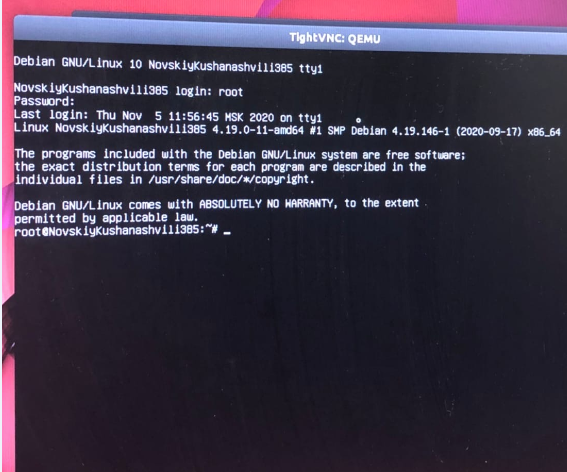 TightVNC: QEMU
Debian GNU/Linux 10 NovskiyKushanashvili385 tty1
NovskiyKushanashvili385 login: root
Password:
Last login: Thu Nov  5 11:56:45 MSK 2020 on tty1
Linux NovskiyKushanashvili385 4.19.0-11-amd64 #1 SMP Debian 4.19.146-1 (2020-09-17) x86_64
The programs included with the Debian GNU/Linux system are free software;
the exact distribution terms for each program are described in the
individual files in /usr/share/doc/*/copyright.
Debian GNU/Linux comes with ABSOLUTELY NO WARRANTY, to the extent
permitted by applicable law.
root@NovskiyKushanashvili385:~# _